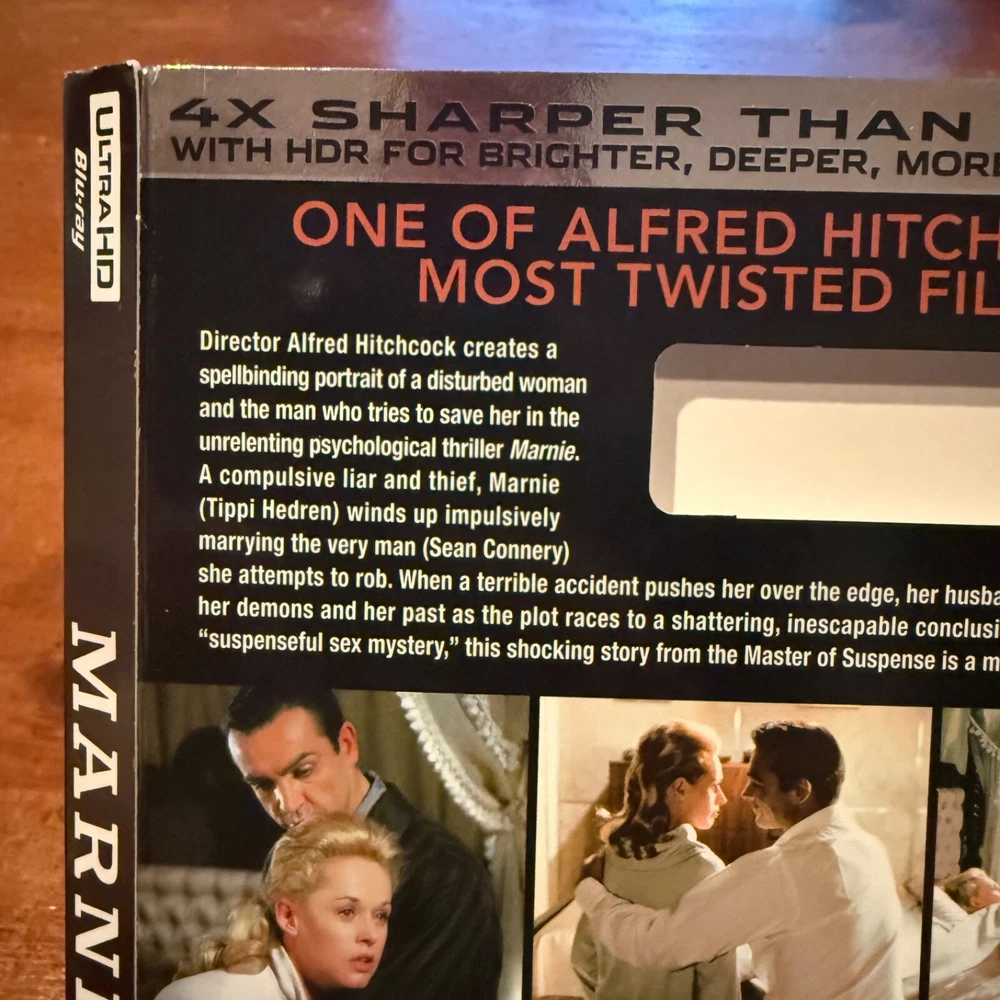 ULTRA HD
Blu-ray
MARNI
4X SHARPER THAN
WITH HDR FOR BRIGHTER, DEEPER, MORE
ONE OF ALFRED HITCH
MOST TWISTED FIL
Director Alfred Hitchcock creates a
spellbinding portrait of a disturbed woman
and the man who tries to save her in the
unrelenting psychological thriller Marnie.
A compulsive liar and thief, Marnie
(Tippi Hedren) winds up impulsively
marrying the very man (Sean Connery)
she attempts to rob. When a terrible accident pushes her over the edge, her husba
her demons and her past as the plot races to a shattering, inescapable conclusi
“suspenseful sex mystery,” this shocking story from the Master of Suspense is a m